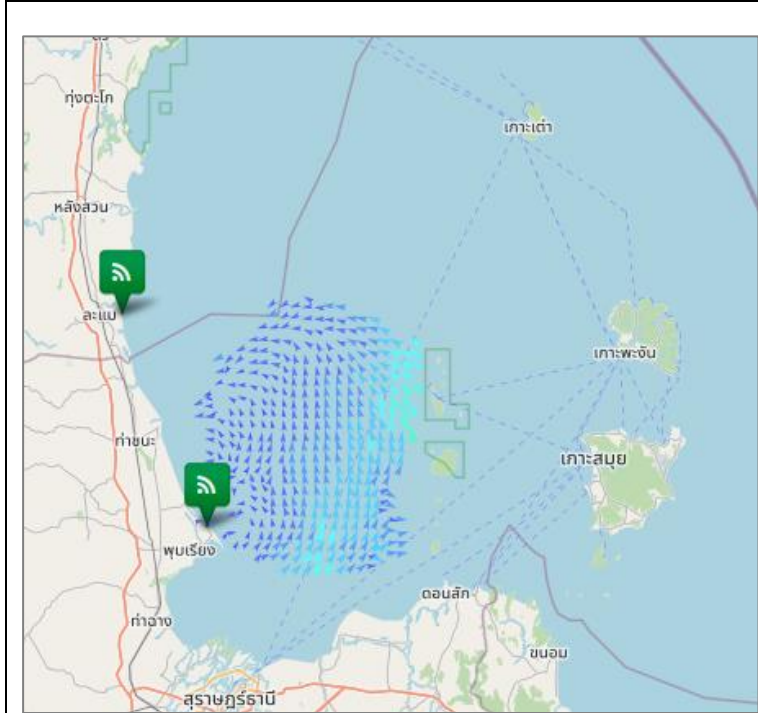 ทุ่งตะโก
เกาะเต่า
หลังสวน
ละแม
เกาะพะงัน
ท่าชนะ
เกาะสมุย
พุมเรียง
ดอนสัก
ท่าฉาง
ขนอม
สุราษฎร์ธานี